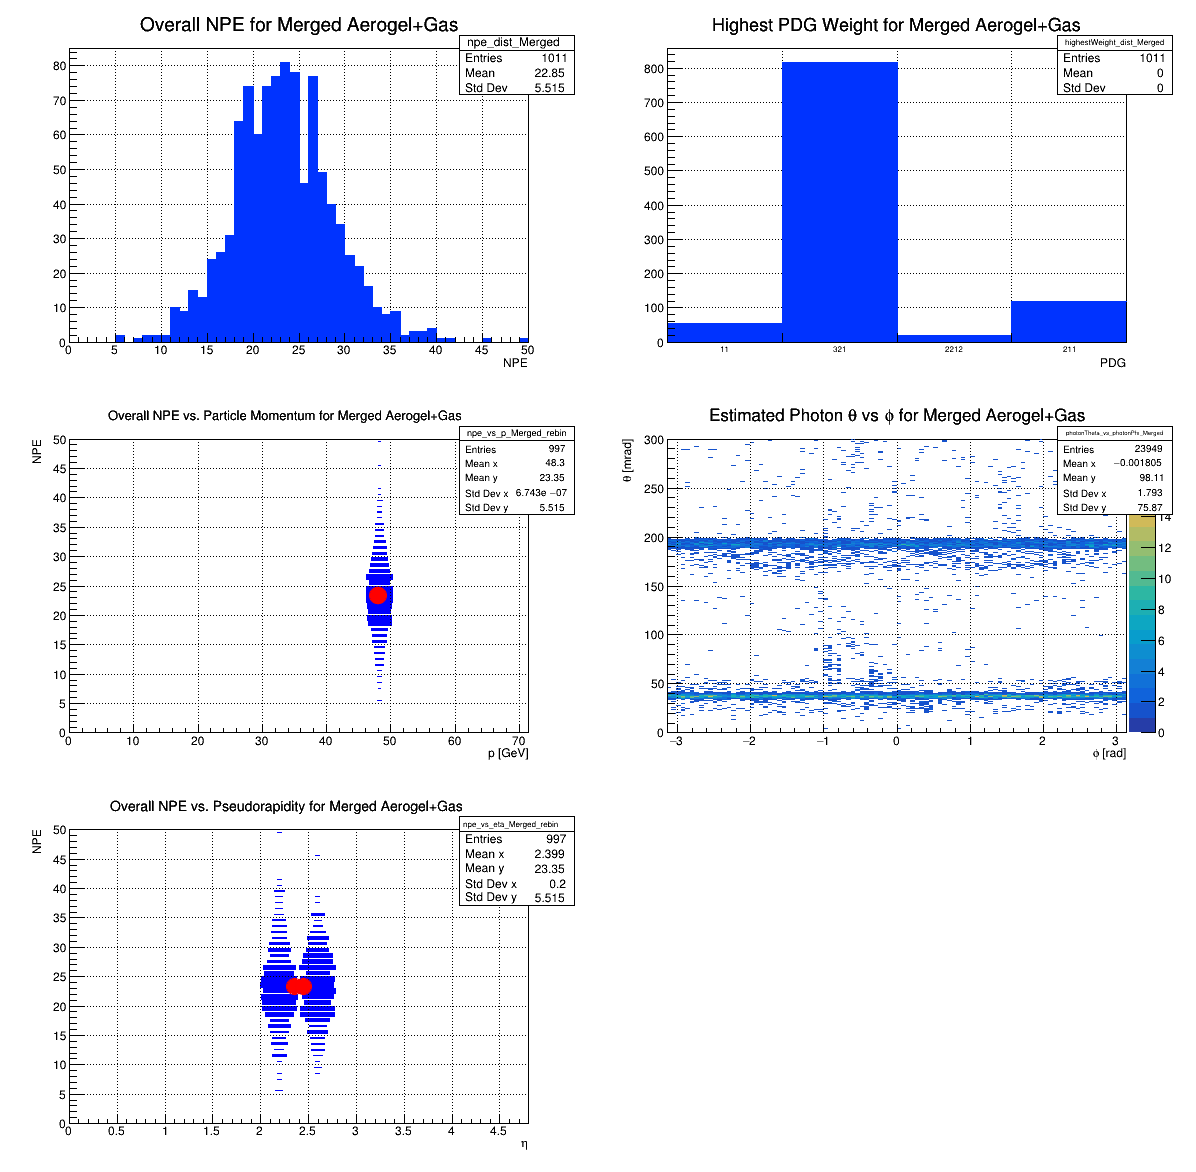 Overall NPE for Merged Aerogel+Gas
npe_dist_Merged
Entries 1011
Mean 22.85
Std Dev 5.515
80
70
60
50
40
30
20
10
0
0 5 10 15 20 25 30 35 40 45 50
NPE
Highest PDG Weight for Merged Aerogel+Gas
highestWeight_dist_Merged
Entries 1011
Mean 0
Std Dev 0
800
700
600
500
400
300
200
100
0
11 321 2212 211
PDG
Overall NPE vs. Particle Momentum for Merged Aerogel+Gas
npe_vs_p_Merged_rebin
Entries 997
Mean x 48.3
Mean y 23.35
Std Dev x 6.743e −07
Std Dev y 5.515
NPE
50
45
40
35
30
25
20
15
10
5
0
0 10 20 30 40 50 60 70
p [GeV]
Estimated Photon θ vs ϕ for Merged Aerogel+Gas
photonTheta_vs_photonPhi_Merged
Entries 23949
Mean x −0.001805
Mean y 98.11
Std Dev x 1.793
Std Dev y 75.87
θ [mrad]
300
250
200
150
100
50
0
−3 −2 −1 0 1 2 3
ϕ [rad]
14
12
10
8
6
4
2
0
Overall NPE vs. Pseudorapidity for Merged Aerogel+Gas
npe_vs_eta_Merged_rebin
Entries 997
Mean x 2.399
Mean y 23.35
Std Dev x 0.2
Std Dev y 5.515
NPE
50
45
40
35
30
25
20
15
10
5
0
0 0.5 1 1.5 2 2.5 3 3.5 4 4.5
η